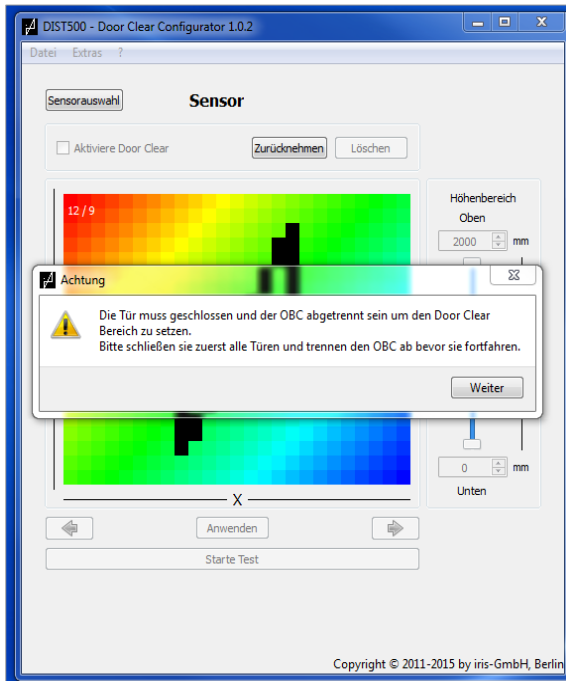 DIST500 - Door Clear Configurator 1.0.2
Datei Extras ?
Sensorauswahl Sensor
Aktiviere Door Clear Zurücknehmen Löschen
12 / 9
Höhenbereich
Oben
2000 mm
Achtung
Die Tür muss geschlossen und der OBC abgetrennt sein um den Door Clear
Bereich zu setzen.
Bitte schließen sie zuerst alle Türen und trennen den OBC ab bevor sie fortfahren.
Weiter
0 mm
Unten
X
Anwenden
Starte Test
Copyright © 2011-2015 by iris-GmbH, Berlin